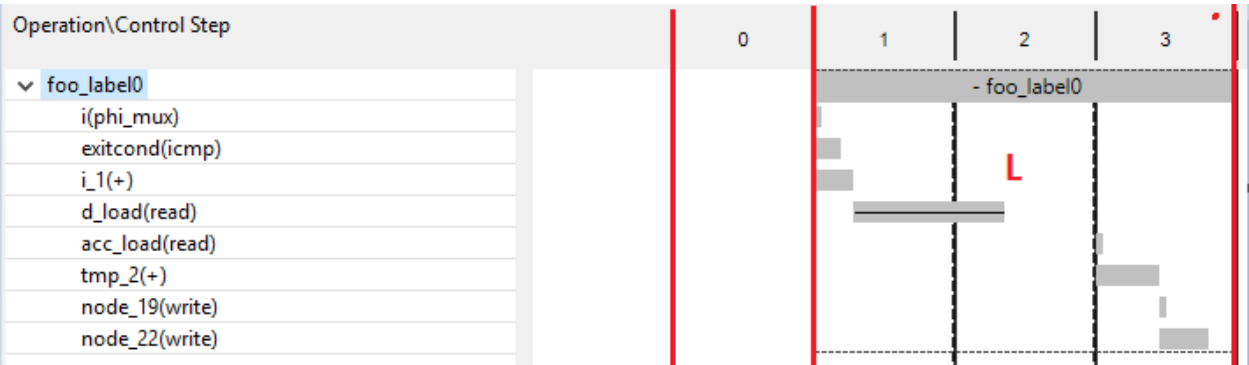 Operation\Control Step 0 1 2 3
foo_label0 - foo_label0
i(phi_mux)
exitcond(icmp)
i_1(+)
L
d_load(read)
acc_load(read)
tmp_2(+)
node_19(write)
node_22(write)